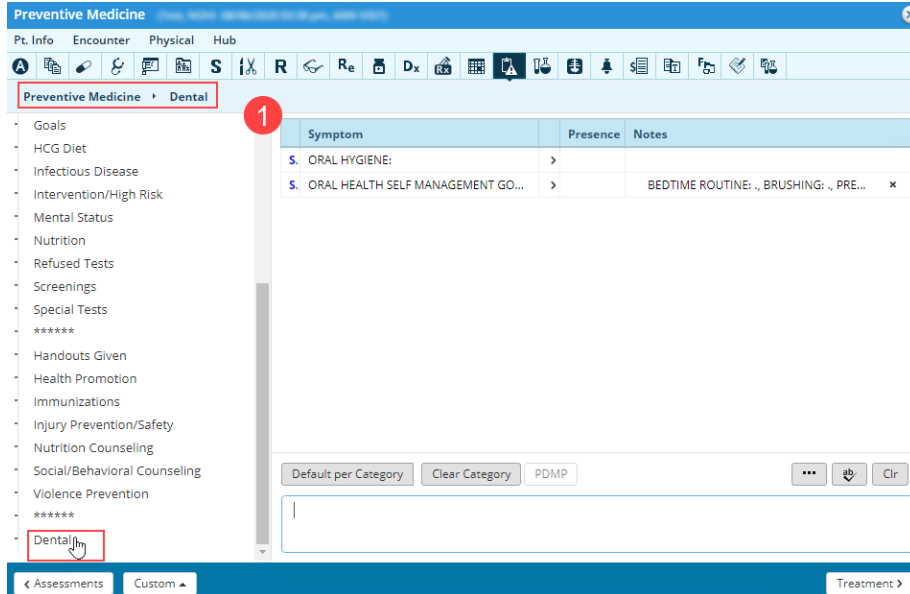 Preventive Medicine
Pt. Info Encounter Physical Hub
A S R Re Dx Rx
Preventive Medicine Dental
1
Goals
HCG Diet
Infectious Disease
Intervention/High Risk
Mental Status
Nutrition
Refused Tests
Screenings
Special Tests
******
Handouts Given
Health Promotion
Immunizations
Injury Prevention/Safety
Nutrition Counseling
Social/Behavioral Counseling
Violence Prevention
******
Dental
Symptom Presence Notes
S. ORAL HYGIENE:
S. ORAL HEALTH SELF MANAGEMENT GO... BEDTIME ROUTINE: ., BRUSHING: ., PRE... ×
Default per Category Clear Category PDMP ... ab Clr
< Assessments Custom Treatment >